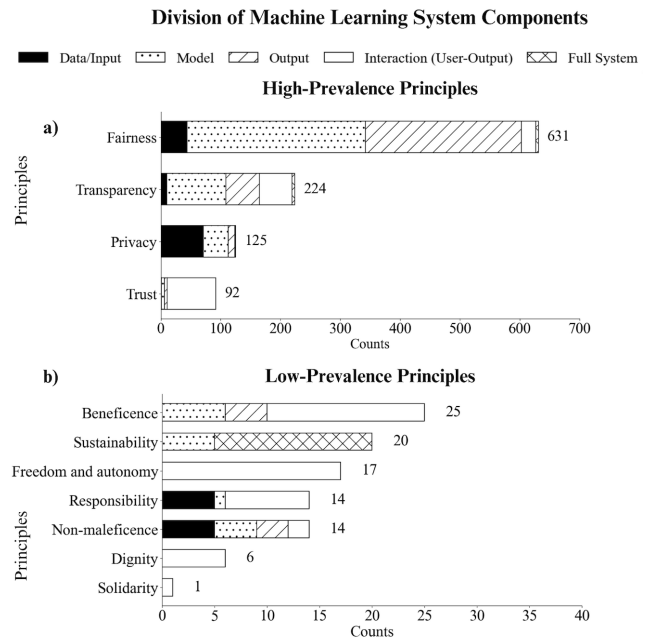 Division of Machine Learning System Components
Data/Input Model Output Interaction (User-Output) Full System
High-Prevalence Principles
a)
Principles
Fairness 631
Transparency 224
Privacy 125
Trust 92
0 100 200 300 400 500 600 700
Counts
b) Low-Prevalence Principles
Principles
Beneficence 25
Sustainability 20
Freedom and autonomy 17
Responsibility 14
Non-maleficence 14
Dignity 6
Solidarity 1
0 5 10 15 20 25 30 35 40
Counts